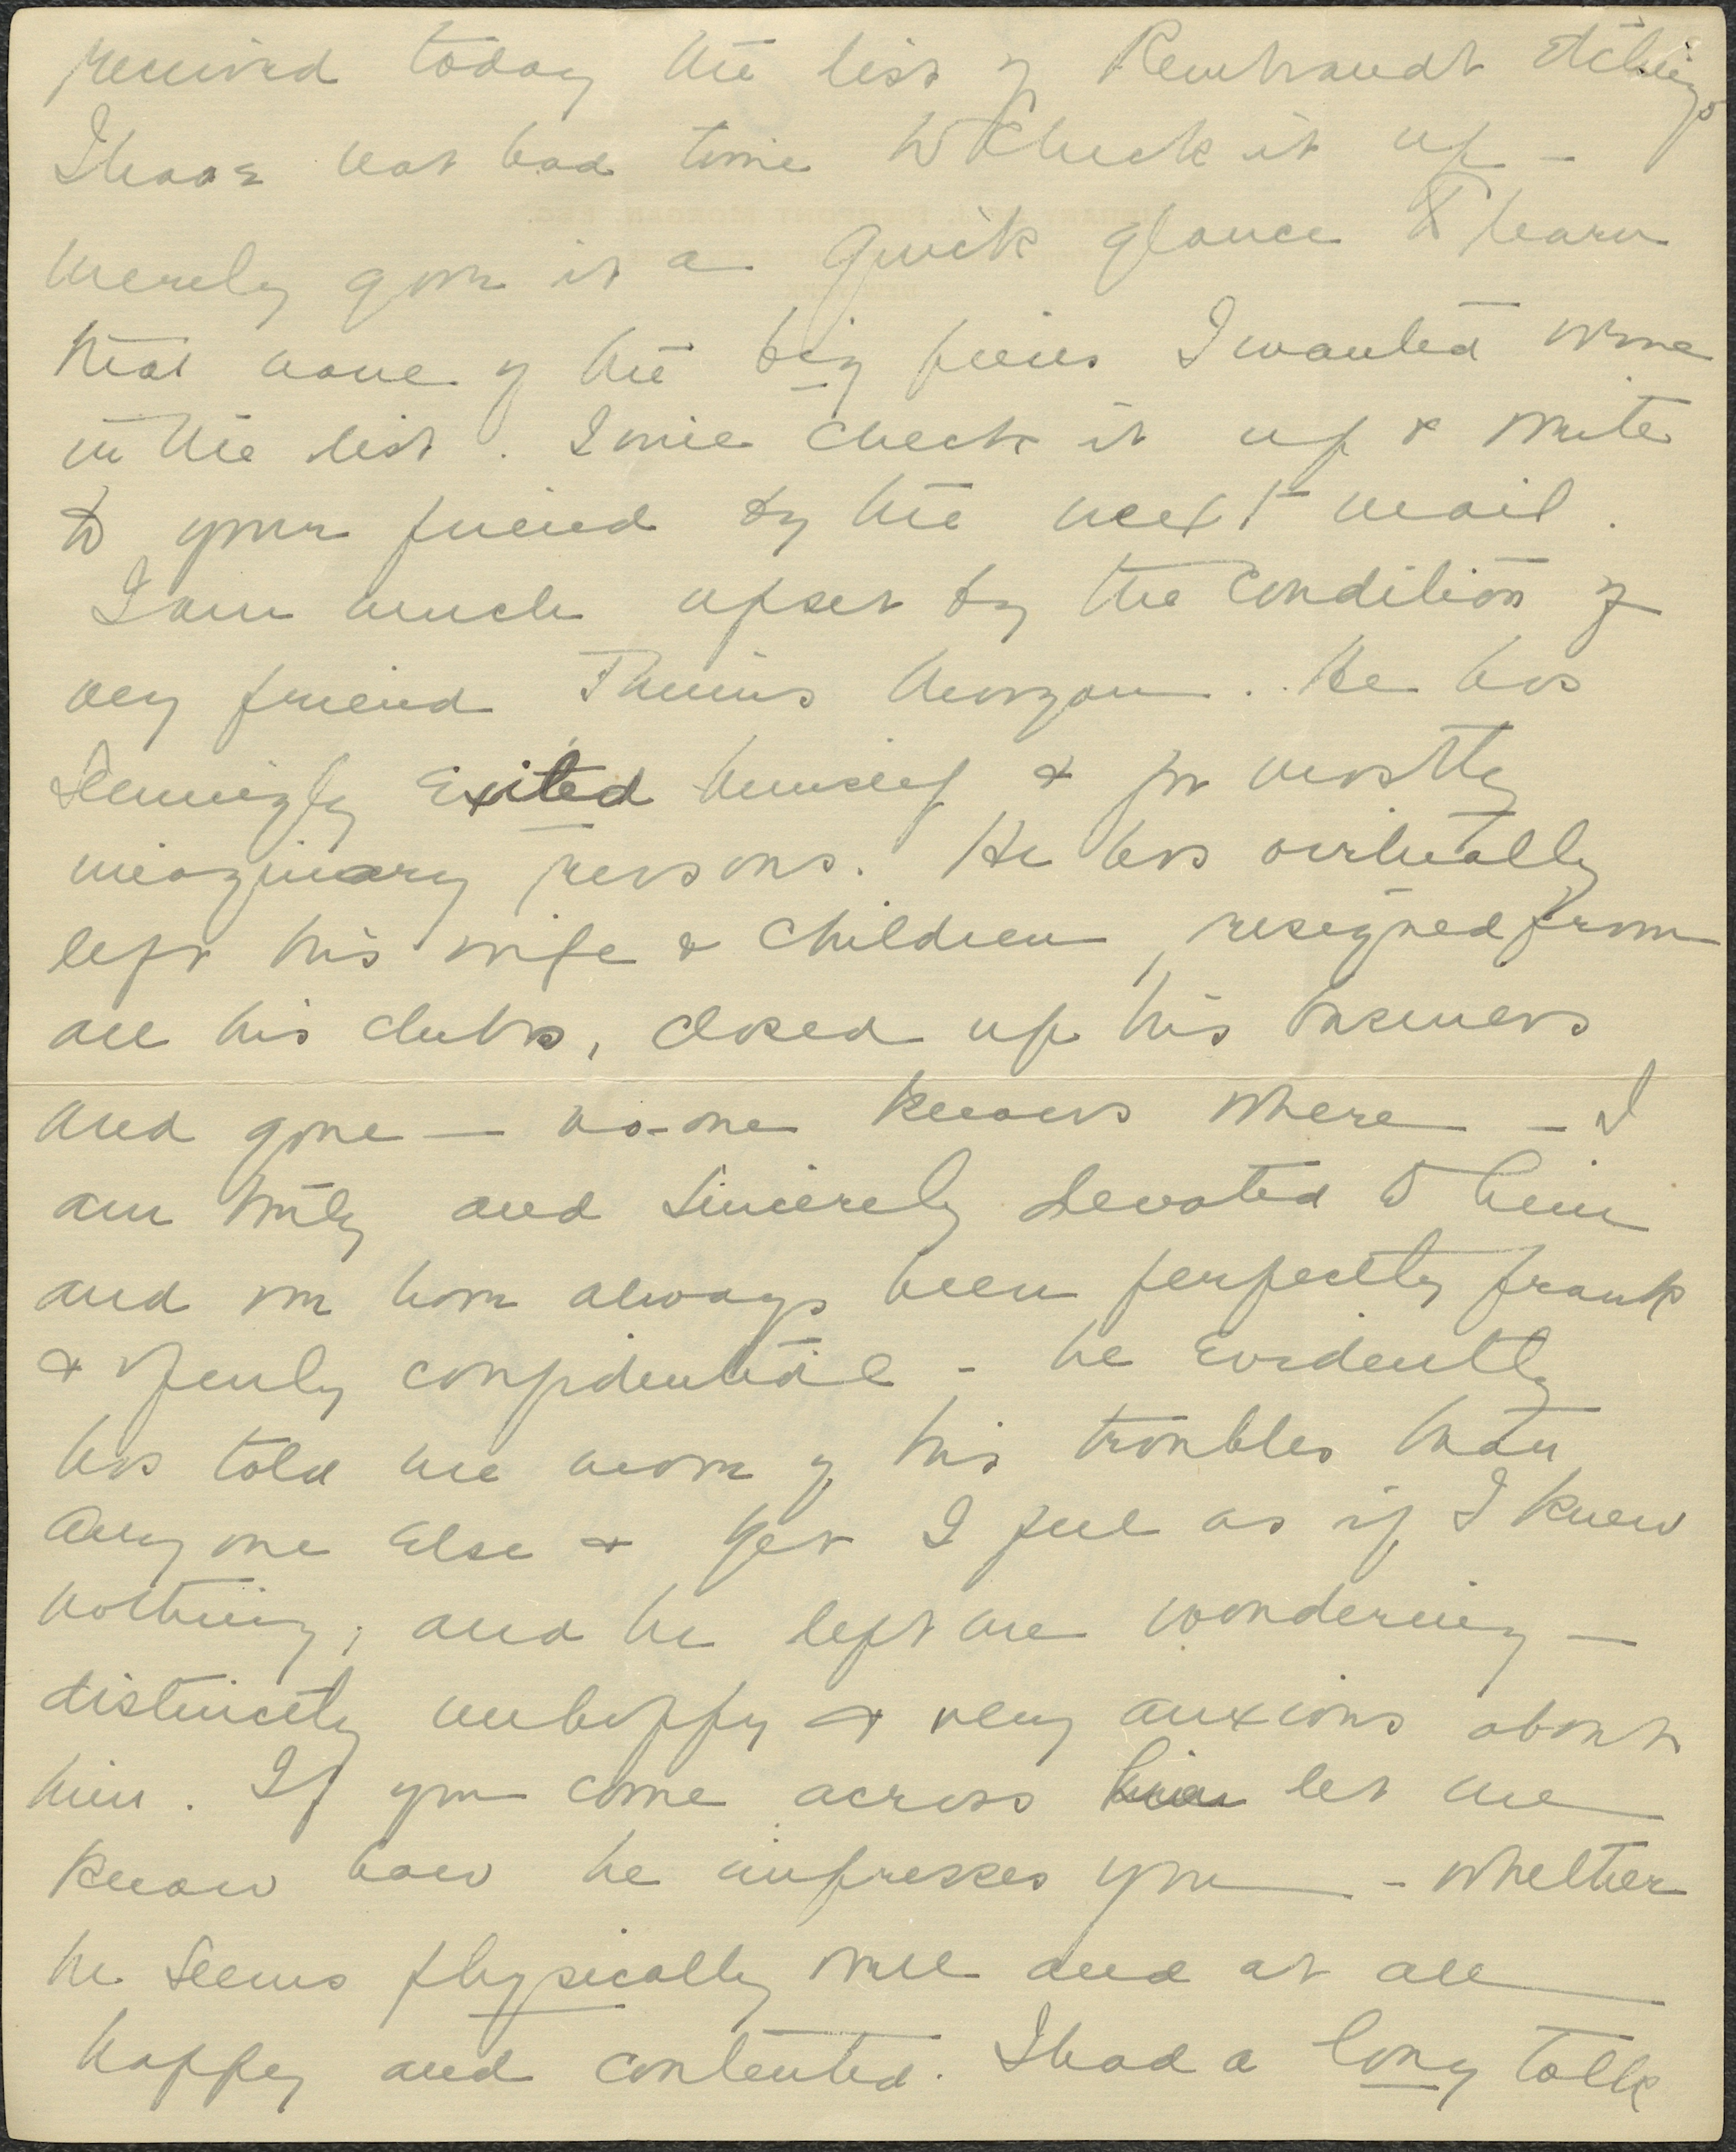 received today the list of Rembrandt etchings
I have not had time to check it up –
merely gave it a quick glance to learn
that none of the big pieces I wanted were
in the list. I will check it up & write
to your friend by the next mail.
I am much upset by the condition of
my friend Junius Morgan. He has
seemingly exited himself & for mostly
imaginary reasons. He has virtually
left his wife & children, resigned from
all his clubs, closed up his business
and gone — no-one knows where – I
am truly and sincerely devoted to him
and we have always been perfectly frank
& openly confidential – he evidently
has told me more of his troubles than
any one else & yet I feel as if I knew
nothing, and he left me wondering —
distinctly unhappy & very anxious about
him. If you come across him let me
know how he impresses you – whether
he seems physically well and at all
happy and contented. I had a long talk